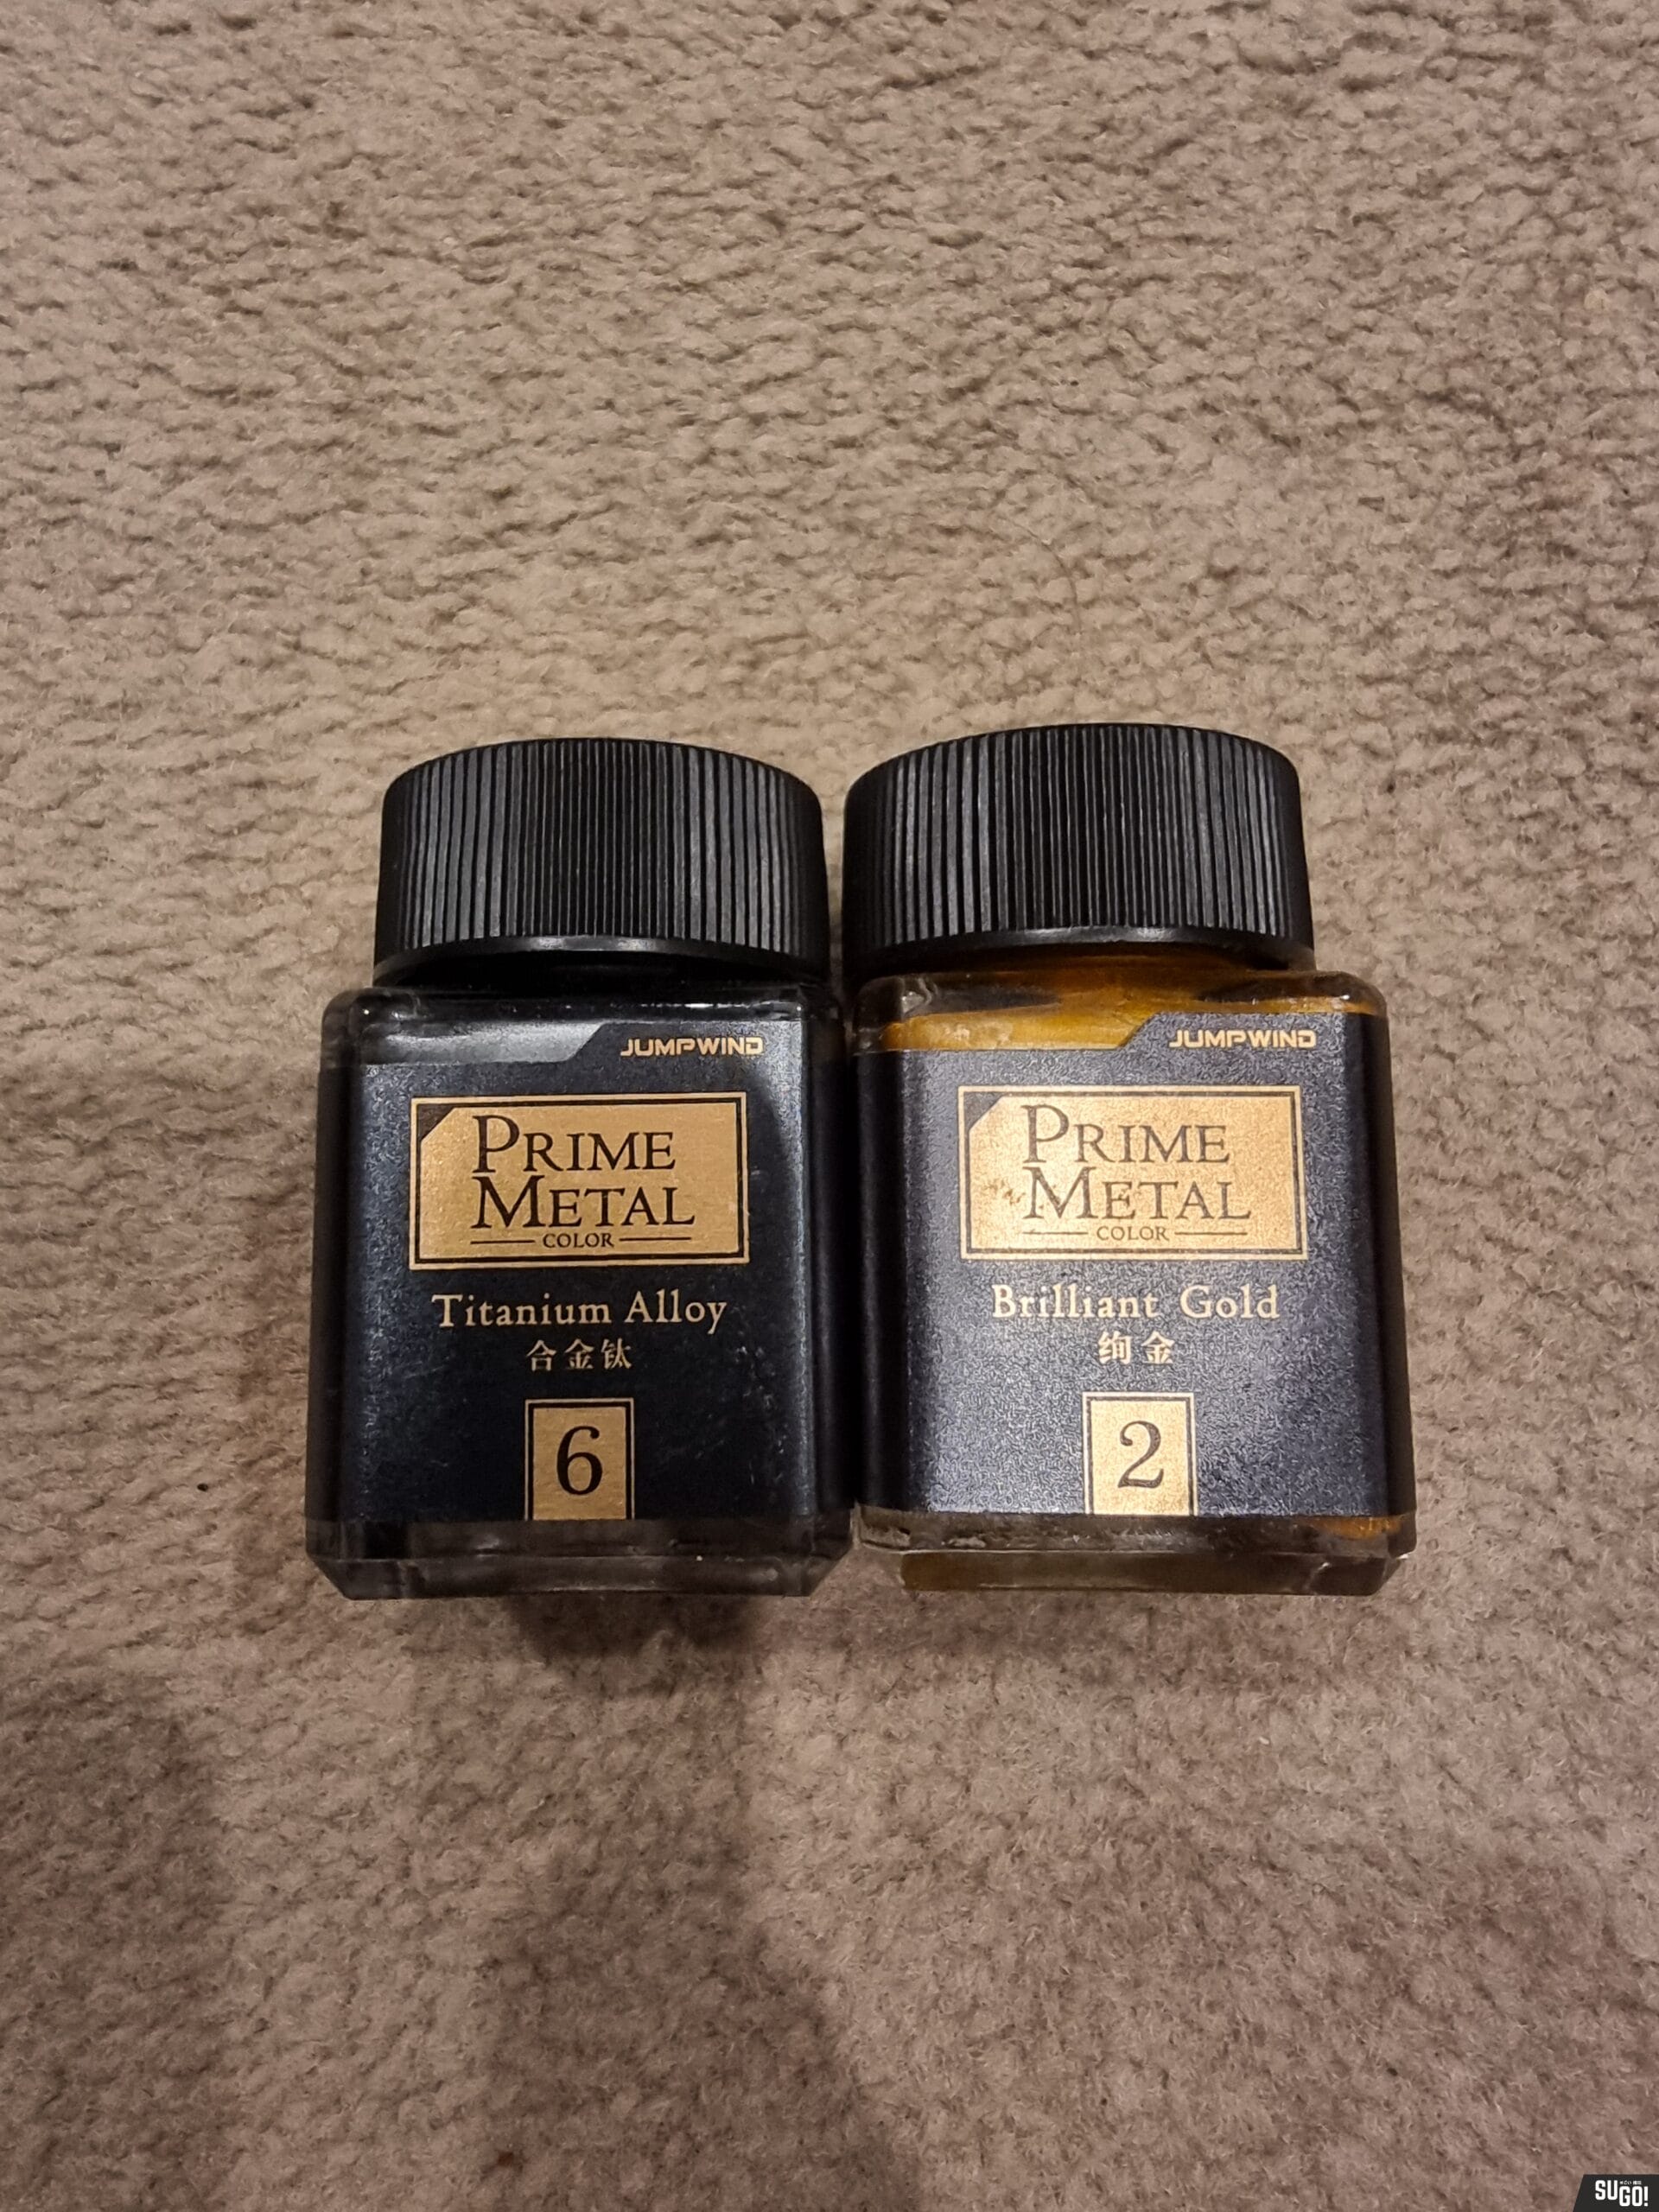 JUMPWIND
PRIME
METAL
COLOR
Titanium Alloy
合金钛
6
JUMPWIND
PRIME
METAL
COLOR
Brilliant Gold
绚金
2
SUGO!